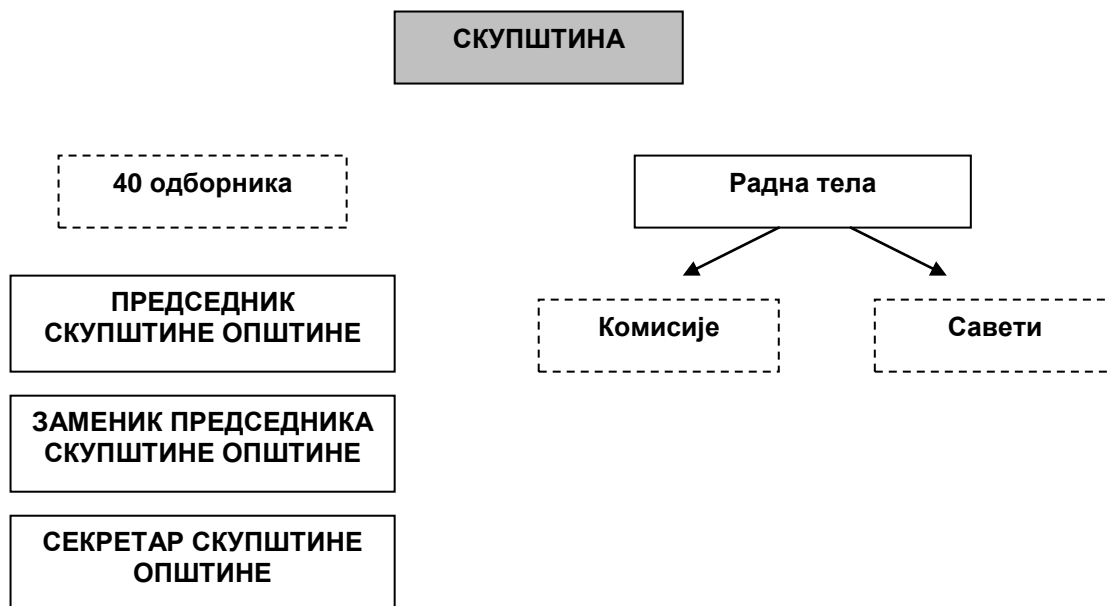 СКУПШТИНА
40 одборника
Радна тела
ПРЕДСЕДНИК
СКУПШТИНЕ ОПШТИНЕ
Комисије
Савети
ЗАМЕНИК ПРЕДСЕДНИКА
СКУПШТИНЕ ОПШТИНЕ
СЕКРЕТАР СКУПШТИНЕ
ОПШТИНЕ